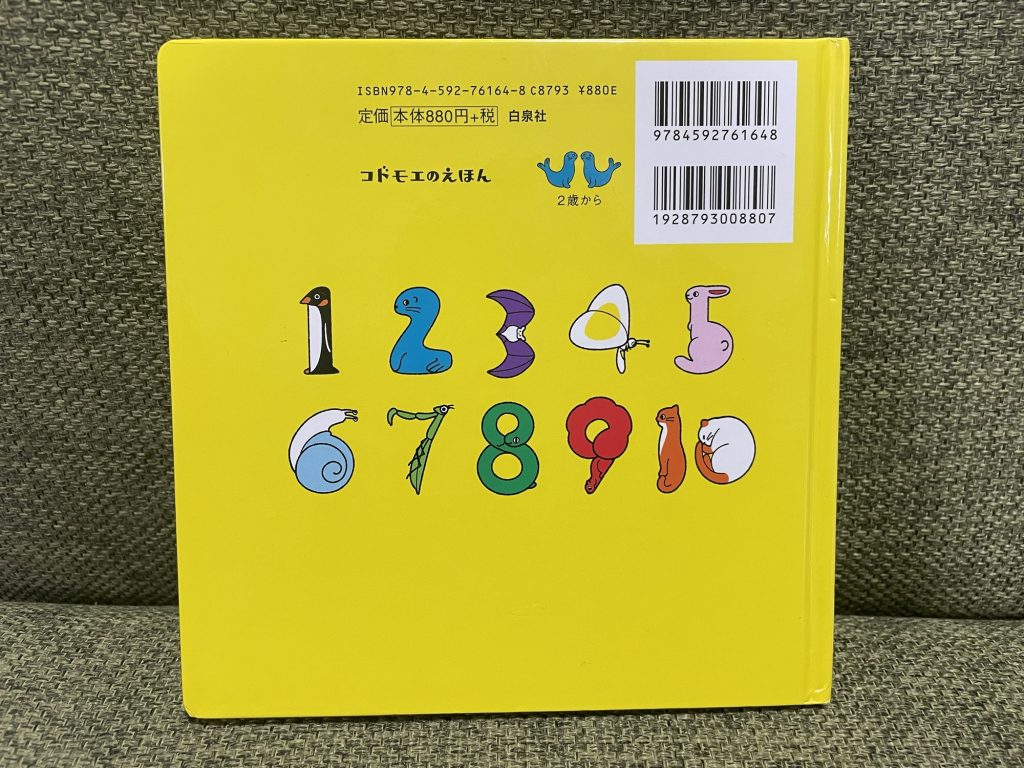 ISBN978-4-592-76164-8 C8793 ¥880E
定価 本体880円+税 白泉社
コドモエのえほん
2歳から
9784592761648
1928793008807
1 2 3 4 5
6 7 8 9 10